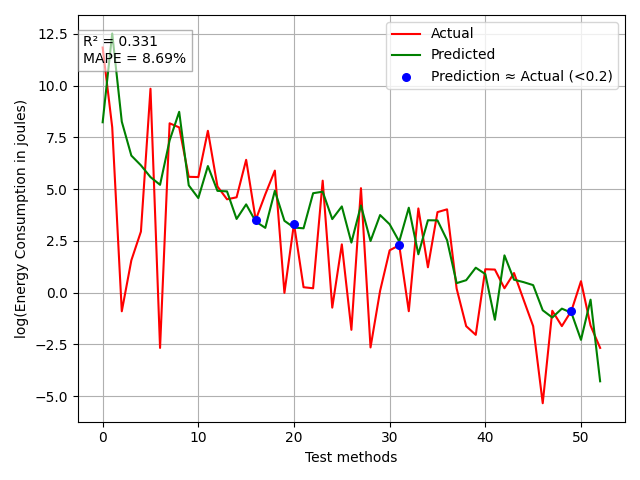 R² = 0.331
MAPE = 8.69%
Actual
Predicted
Prediction ≈ Actual (<0.2)
log(Energy Consumption in joules)
12.5
10.0
7.5
5.0
2.5
0.0
−2.5
−5.0
0 10 20 30 40 50
Test methods